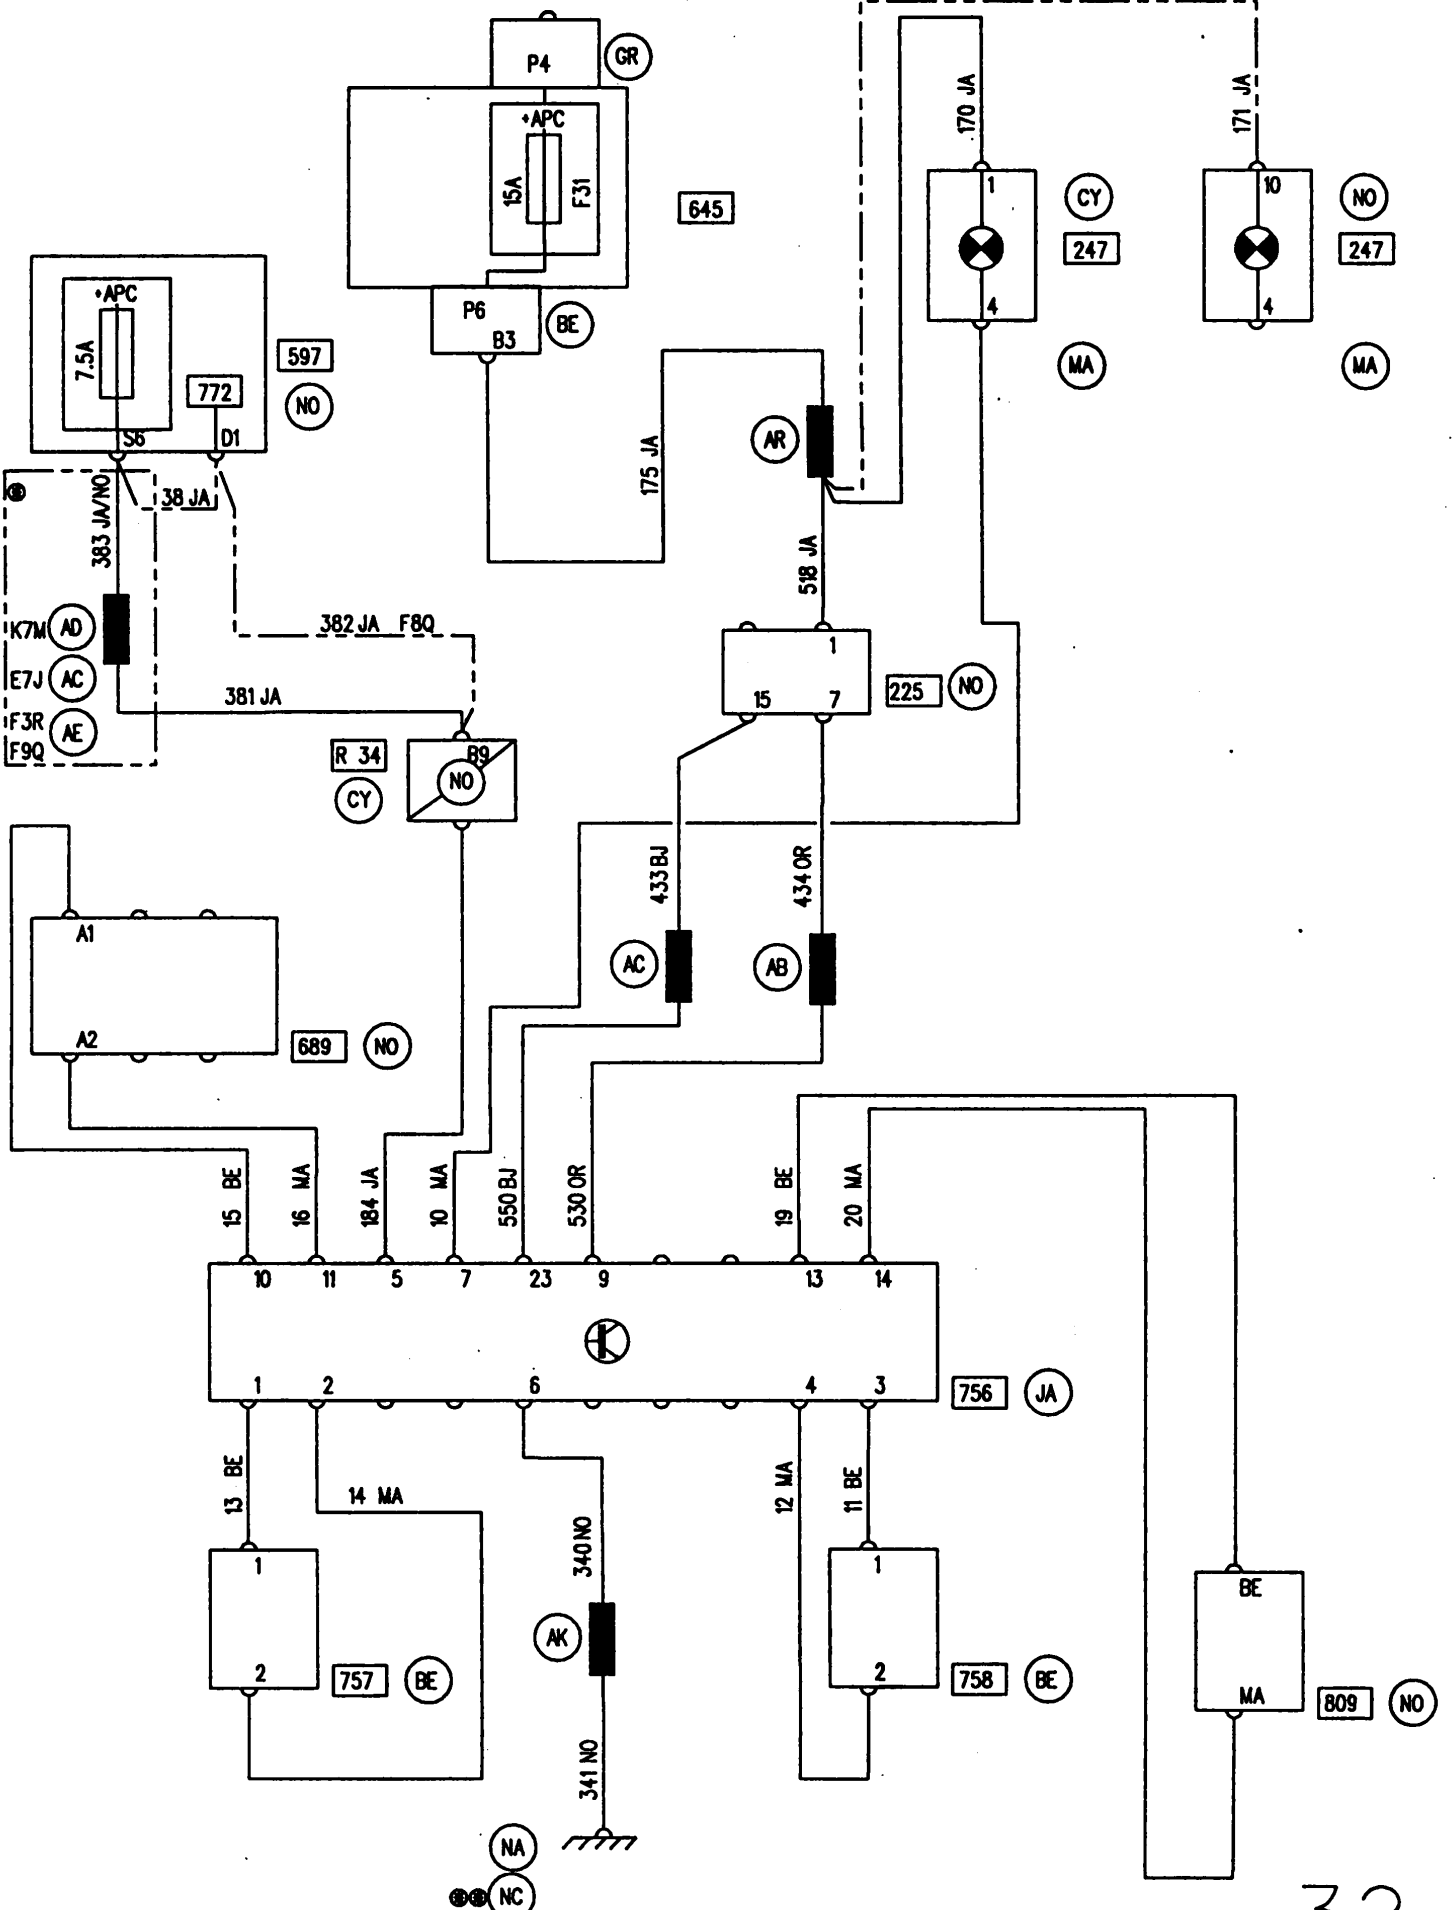 P4
GR
+APC
15A
F31
645
P6
B3
BE
170 JA
171 JA
1
CY
247
4
MA
10
NO
247
4
MA
+APC
7.5A
597
772
NO
S6
D1
383 JA/NO
38 JA
K7M AD
E7J AC
F3R AE
F9Q
382 JA F8Q
381 JA
R 34
CY
B9
NO
175 JA
AR
518 JA
1
15
7
225
NO
433 BJ
434 OR
AC
AB
A1
A2
689
NO
15 BE
16 MA
184 JA
10 MA
550 BJ
530 OR
19 BE
20 MA
10
11
5
7
23
9
13
14
1
2
6
4
3
756
JA
13 BE
14 MA
340 NO
12 MA
11 BE
1
2
757
BE
AK
1
2
758
BE
BE
MA
809
NO
341 NO
NA
NC